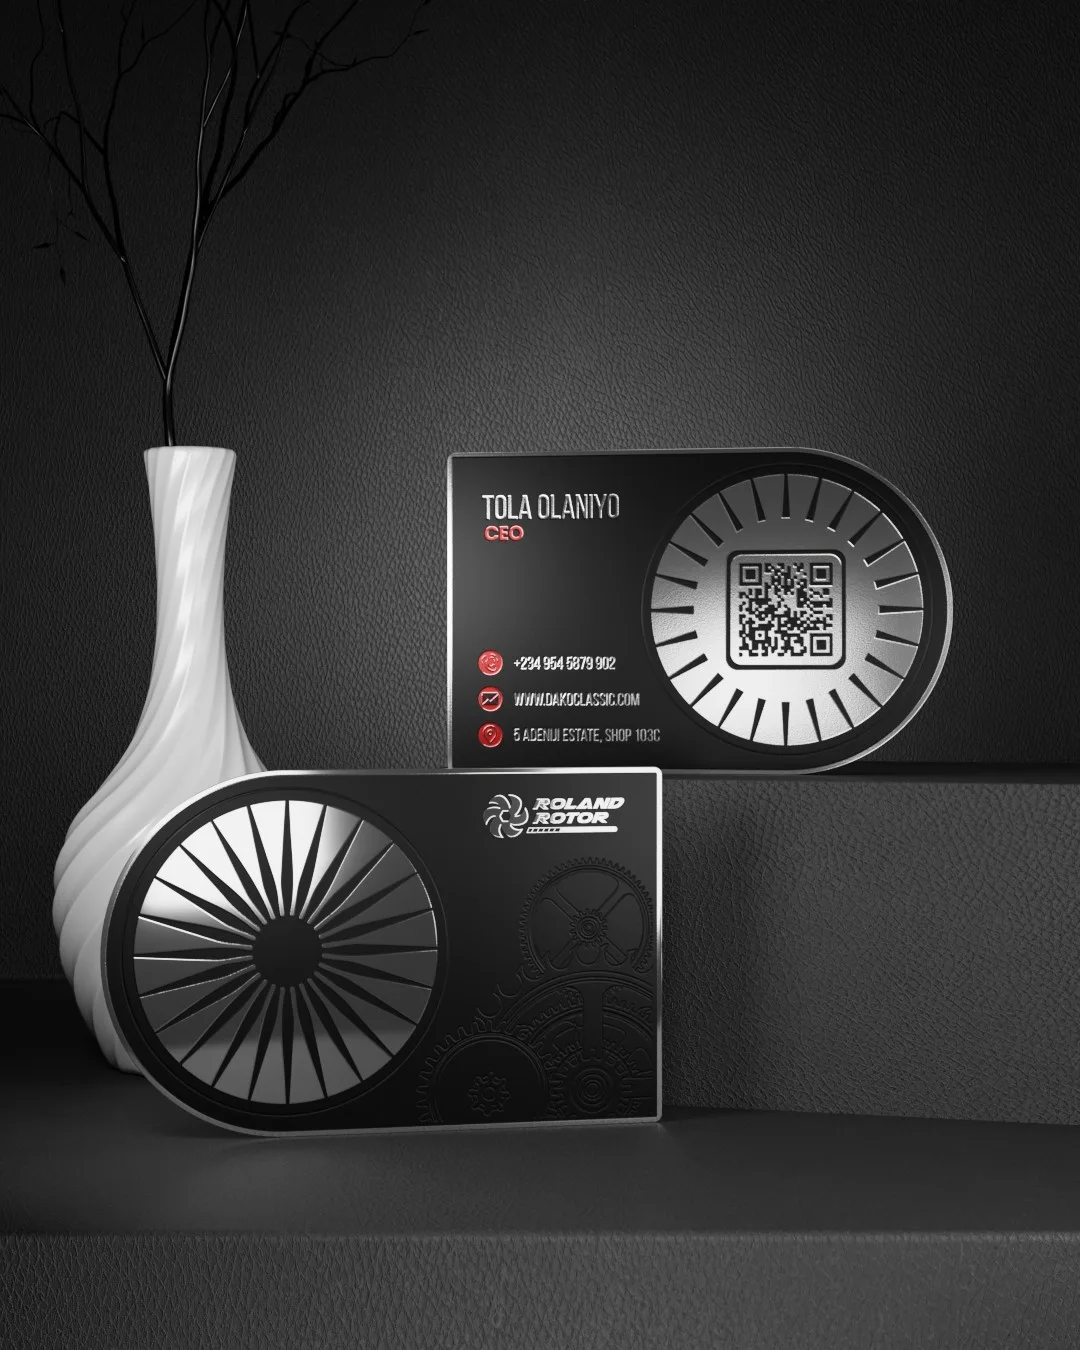 TOLA OLANIYO
CEO
+234 954 5879 902
WWW.DAKOCLASSIC.COM
5 ADENIJI ESTATE, SHOP 103C
ROLAND
ROTOR